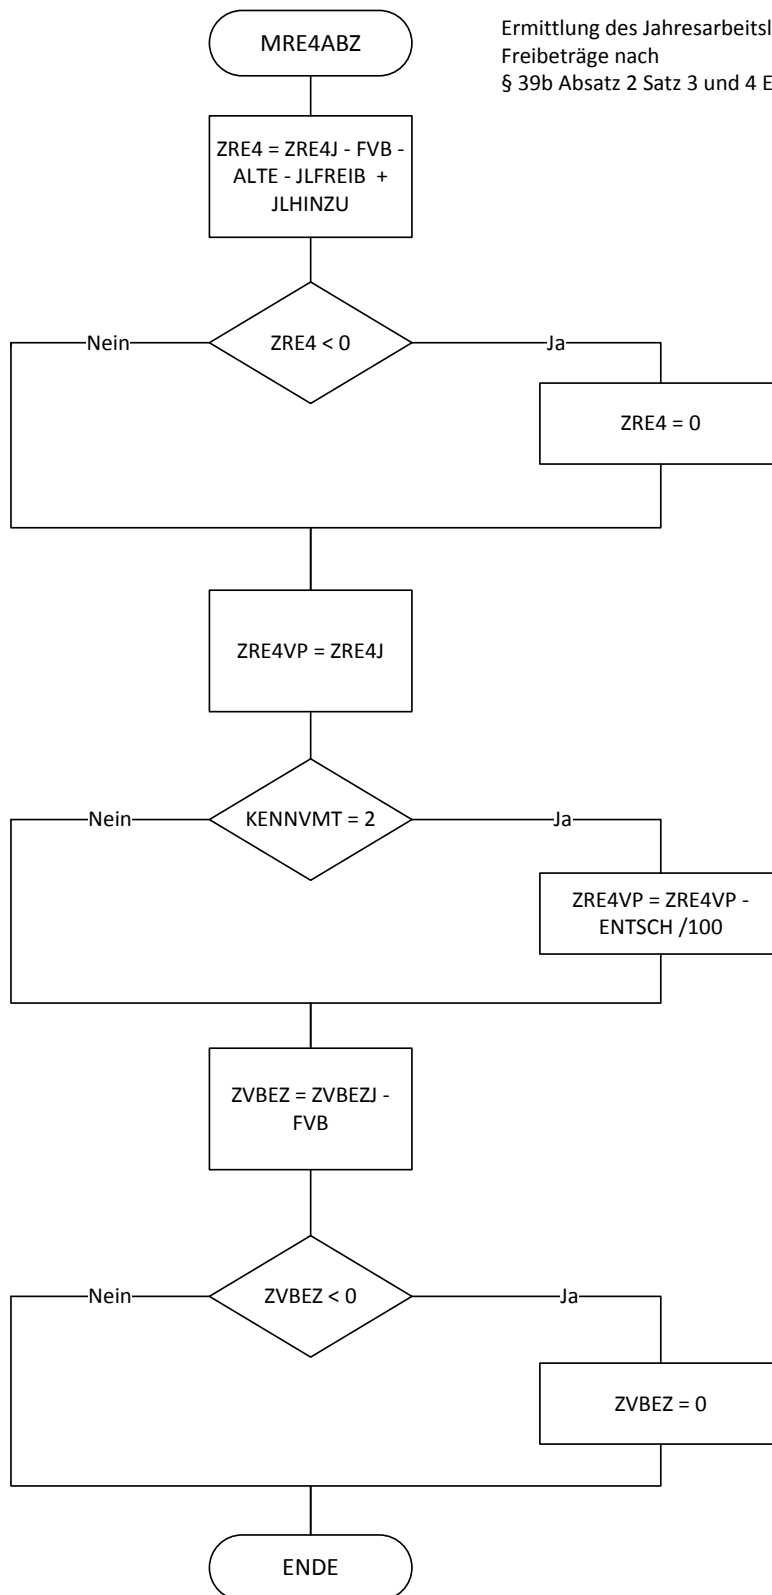 MRE4ABZ
Ermittlung des
Freibeträge nach
§ 39b Absatz 2 Satz 3 und 4
ZRE4 = ZRE4J - FVB -
ALTE - JLFREIB +
JLHINZU
Nein
ZRE4 < 0
Ja
ZRE4 = 0
ZRE4VP = ZRE4J
Nein
KENNVMT = 2
Ja
ZRE4VP = ZRE4VP -
ENTSCH /100
ZVBEZ = ZVBEZJ -
FVB
Nein
ZVBEZ < 0
Ja
ZVBEZ = 0
ENDE